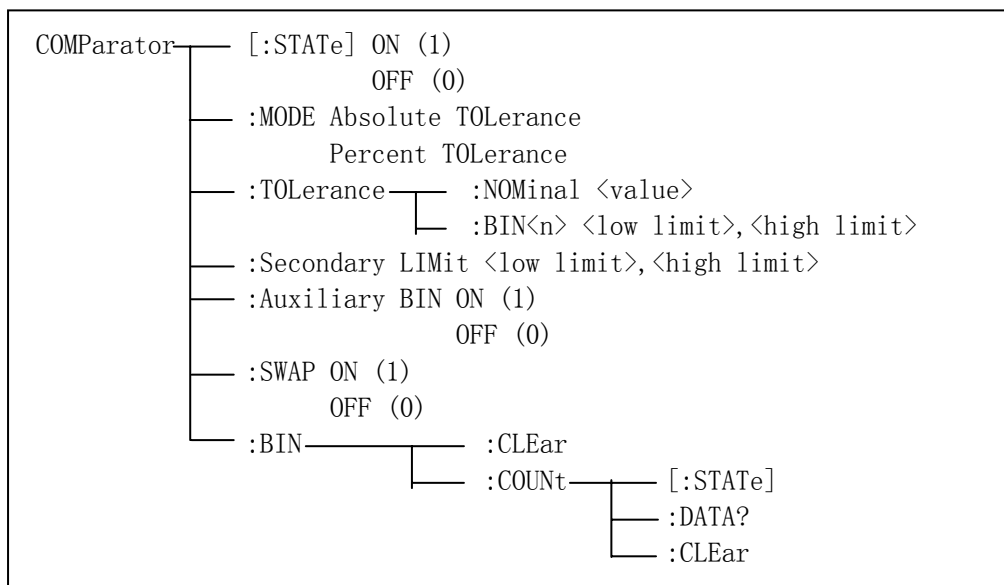 COMParator [:STATe] ON (1)
OFF (0)
:MODE Absolute TOLerance
Percent TOLerance
:TOLerance :NOMinal <value>
:BIN<n> <low limit>,<high limit>
:Secondary LIMit <low limit>,<high limit>
:Auxiliary BIN ON (1)
OFF (0)
:SWAP ON (1)
OFF (0)
:BIN :CLEar
:COUNt [:STATe]
:DATA?
:CLEar